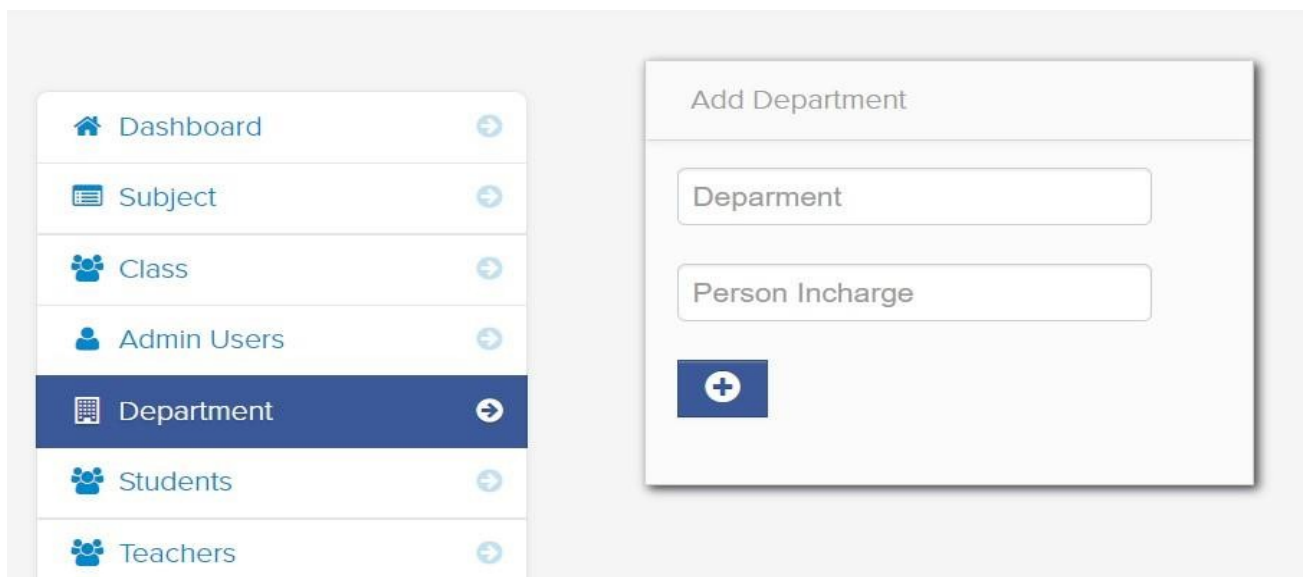 Dashboard
Subject
Class
Admin Users
Department
Students
Teachers
Add Department
Deparment
Person Incharge